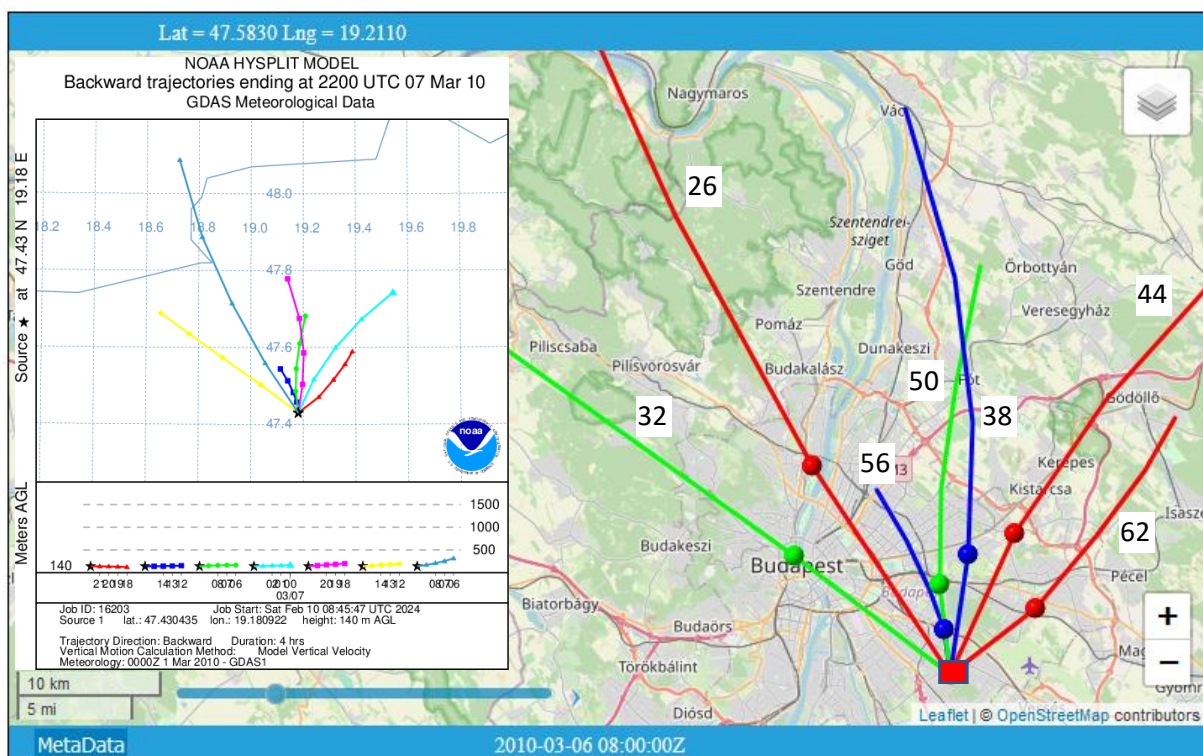 Lat = 47.5830 Lng = 19.2110
NOAA HYSPLIT MODEL
Backward trajectories ending at 2200 UTC 07 Mar 10
GDAS Meteorological Data
Source ★ at 47.43 N 19.18 E
48.0
18.2 18.4 18.6 18.8 19.0 19.2 19.4 19.6 19.8
47.8
47.6
47.4
noaa
Meters AGL
1500
1000
500
140
03/07
Job ID: 16203 Job Start: Sat Feb 10 08:45:47 UTC 2024
Source 1 lat.: 47.430435 lon.: 19.180922 height: 140 m AGL
Trajectory Direction: Backward Duration: 4 hrs
Vertical Motion Calculation Method: Model Vertical Velocity
Meteorology: 0000Z 1 Mar 2010 - GDAS1
10 km
5 mi
Nagymaros
Vác
26
Szentendrei-
sziget
Göd
Őrbottyán
44
Szentendre
Veresegyház
Pomáz
Piliscsaba
Pilisvörösvár
Budakalász
Dunakeszi
50
Fót
Gödöllő
32
38
56
M3
Kerepes
Kistarcsa
62
Isaszeg
Budakeszi
Budapest
Pécel
Biatorbágy
Budaörs
Törökbálint
Diósd
+
−
Leaflet | © OpenStreetMap contributors
MetaData
2010-03-06 08:00:00Z